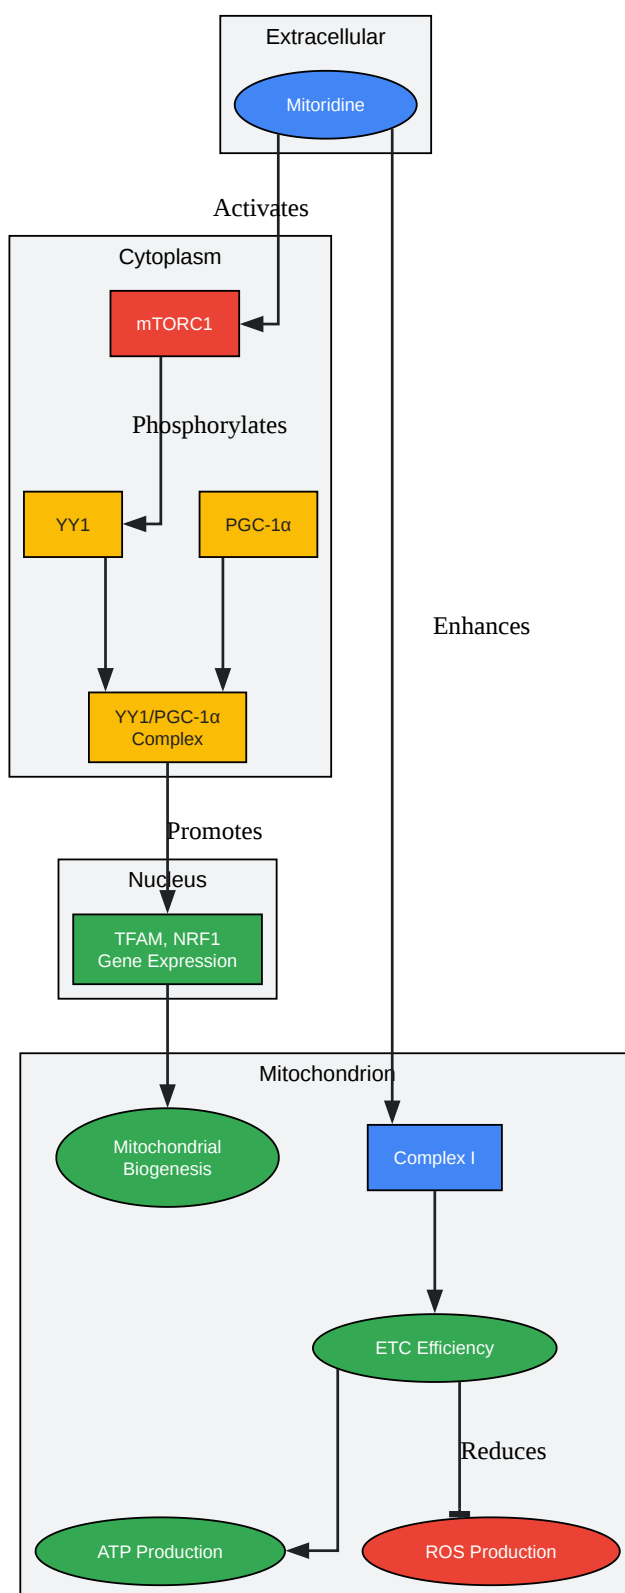 Extracellular
Mitoridine
Activates
Cytoplasm
mTORC1
Phosphorylates
YY1
PGC-1α
Enhances
YY1/PGC-1α
Complex
Promotes
Nucleus
TFAM, NRF1
Gene Expression
Mitochondrion
Mitochondrial
Biogenesis
Complex I
ETC Efficiency
Reduces
ATP Production
ROS Production